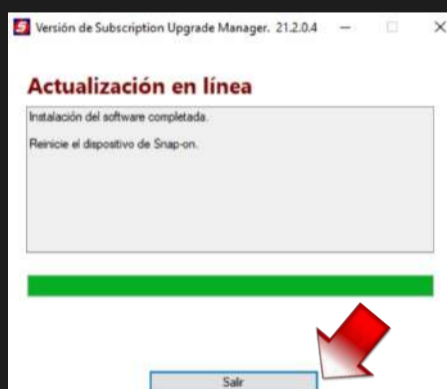 Versión de Subscription Upgrade Manager. 21.2.0.4
Actualización en línea
Instalación del software completada.
Reinicie el dispositivo de Snap-on.
Salir